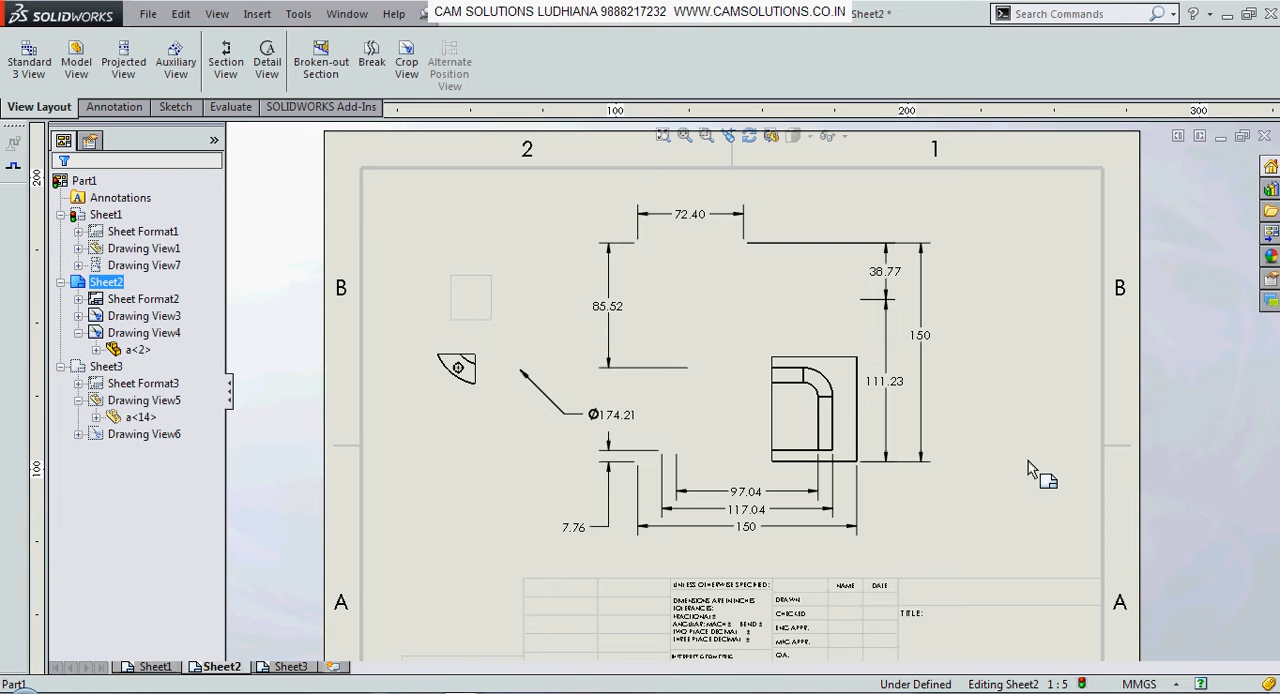 SOLIDWORKS
File Edit View Insert Tools Window Help
CAM SOLUTIONS LUDHIANA 9888217232 WWW.CAMSOLUTIONS.CO.IN
Sheet2 *
Search Commands
Standard 3 View
Model View
Projected View
Auxiliary View
Section View
Detail View
Broken-out Section
Break
Crop View
Alternate Position View
View Layout Annotation Sketch Evaluate SOLIDWORKS Add-Ins
100 200 300
200
100
Part1
Annotations
Sheet1
Sheet Format1
Drawing View1
Drawing View7
Sheet2
Sheet Format2
Drawing View3
Drawing View4
a<2>
Sheet3
Sheet Format3
Drawing View5
a<14>
Drawing View6
2 1
B B
A A
72.40
38.77
85.52
150
111.23
Ø174.21
97.04
117.04
7.76 150
UNLESS OTHERWISE SPECIFIED:
DIMENSIONS ARE IN INCHES
TOLERANCES:
FRACTIONAL ±
ANGULAR: MACH ± BEND ±
TWO PLACE DECIMAL ±
THREE PLACE DECIMAL ±
NAME DATE
DRAWN
CHECKED
ENG APPR.
MFG APPR.
Q.A.
TITLE:
Sheet1 Sheet2 Sheet3
Part1
Under Defined Editing Sheet2 1 : 5 MMGS